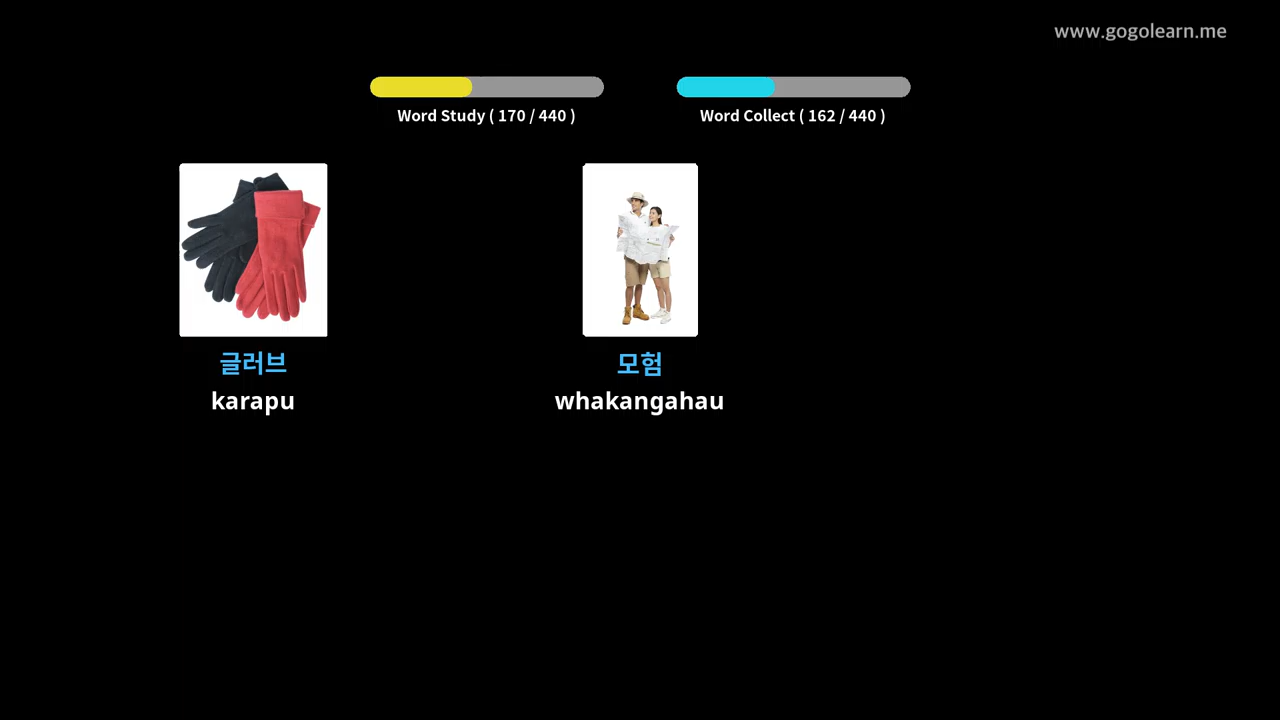 www.gogolearn.me
Word Study ( 170 / 440 )
Word Collect ( 162 / 440 )
글러브
karapu
모험
whakangahau